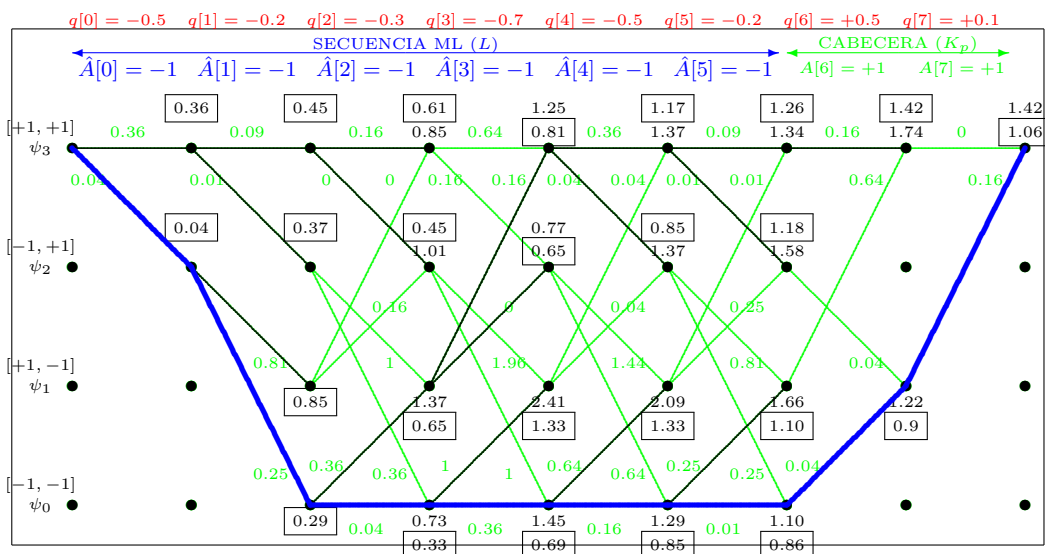 q[0] = −0.5 q[1] = −0.2 q[2] = −0.3 q[3] = −0.7 q[4] = −0.5 q[5] = −0.2 q[6] = +0.5 q[7] = +0.1
SECUENCIA ML (L) CABECERA (K_p)
Â[0] = −1 Â[1] = −1 Â[2] = −1 Â[3] = −1 Â[4] = −1 Â[5] = −1 A[6] = +1 A[7] = +1
0.36 0.45 0.61 1.25 1.17 1.26 1.42 1.42
[+1, +1] 0.36 0.09 0.16 0.85 0.64 0.81 0.36 1.37 0.09 1.34 0.16 1.74 0 1.06
ψ3
0.04 0.01 0 0 0.16 0.16 0.04 0.04 0.01 0.01 0.64 0.16
0.04 0.37 0.45 0.77 0.85 1.18
[−1, +1] 1.01 0.65 1.37 1.58
ψ2
0.16 0 0.04 0.25
0.81 1 1.96 1.44 0.81 0.04
[+1, −1]
ψ1
0.85 1.37 2.41 2.09 1.66 1.22
0.65 1.33 1.33 1.10 0.9
0.25 0.36 0.36 1 1 0.64 0.64 0.25 0.25 0.04
[−1, −1]
ψ0
0.29 0.04 0.73 0.36 1.45 0.16 1.29 0.01 1.10
0.33 0.69 0.85 0.86